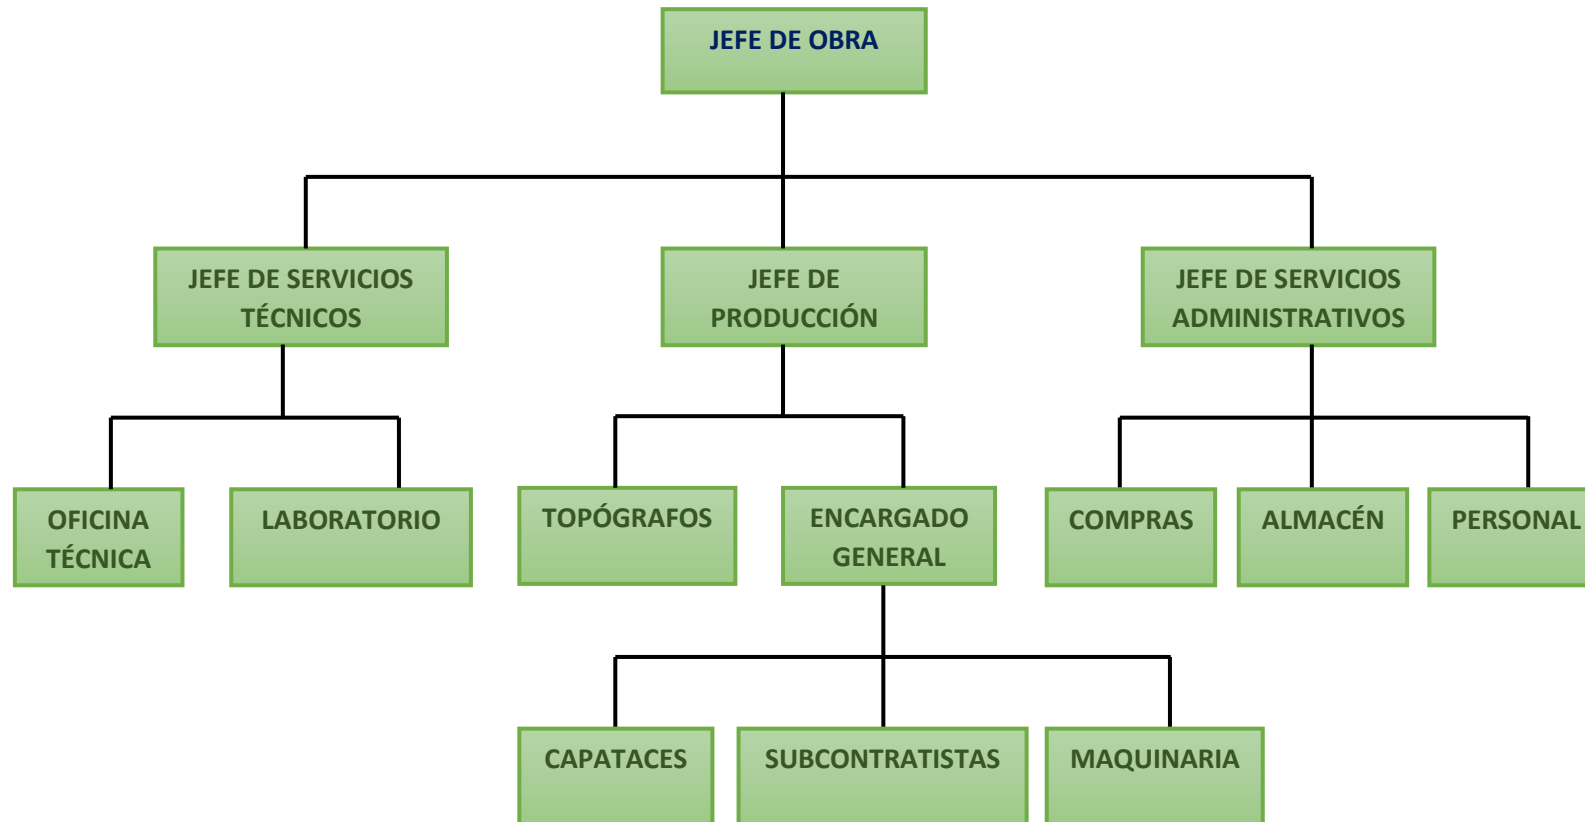 JEFE DE OBRA
JEFE DE SERVICIOS
TÉCNICOS
JEFE DE
PRODUCCIÓN
JEFE DE SERVICIOS
ADMINISTRATIVOS
OFICINA
TÉCNICA
LABORATORIO
TOPÓGRAFOS
ENCARGADO
GENERAL
COMPRAS
ALMACÉN
PERSONAL
CAPATACES
SUBCONTRATISTAS
MAQUINARIA